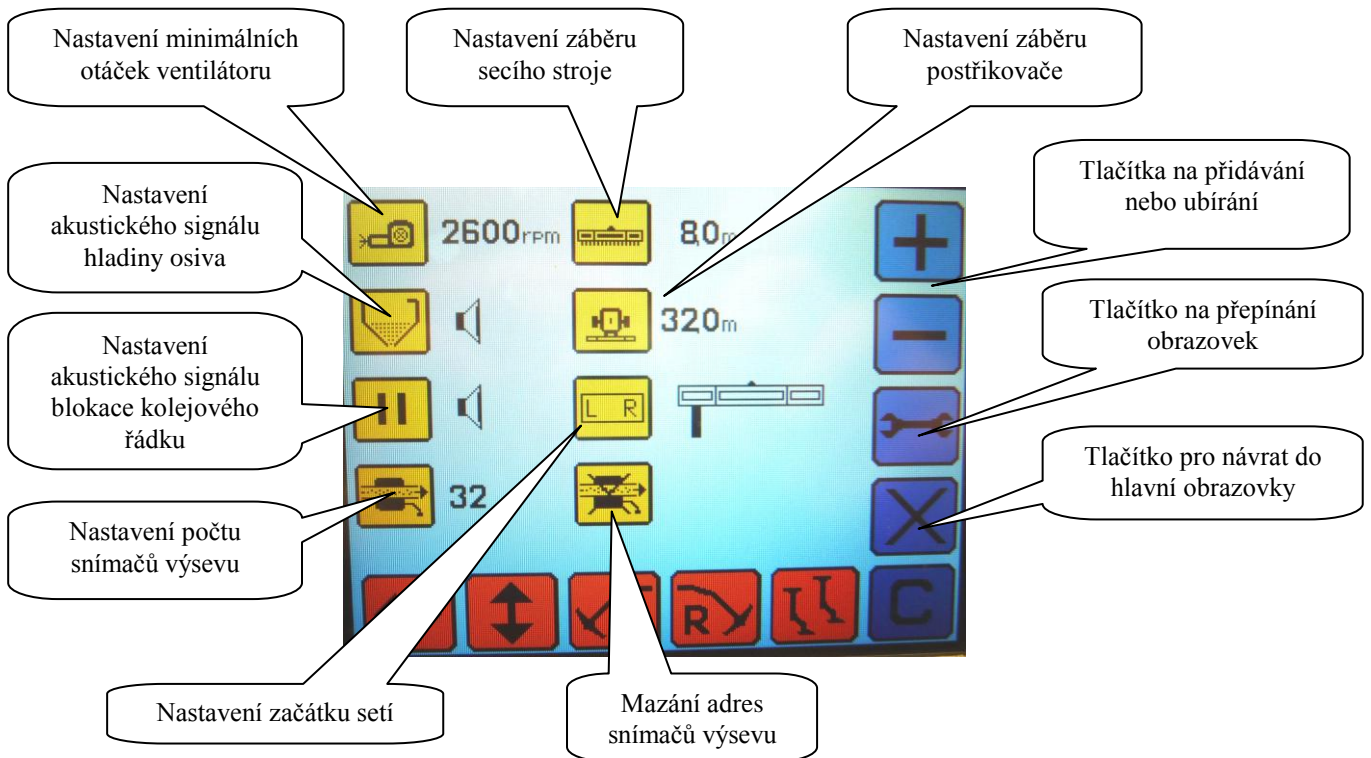 Nastavení minimálních
otáček ventilátoru
Nastavení záběru
secího stroje
Nastavení záběru
postřikovače
Nastavení
akustického signálu
hladiny osiva
Tlačítka na přidávání
nebo ubírání
2600rpm
8,0m
320m
Nastavení
akustického signálu
blokace kolejového
řádku
Tlačítko na přepínání
obrazovek
L R
Tlačítko pro návrat do
hlavní obrazovky
32
Nastavení počtu
snímačů výsevu
R
C
Nastavení začátku setí
Mazání adres
snímačů výsevu